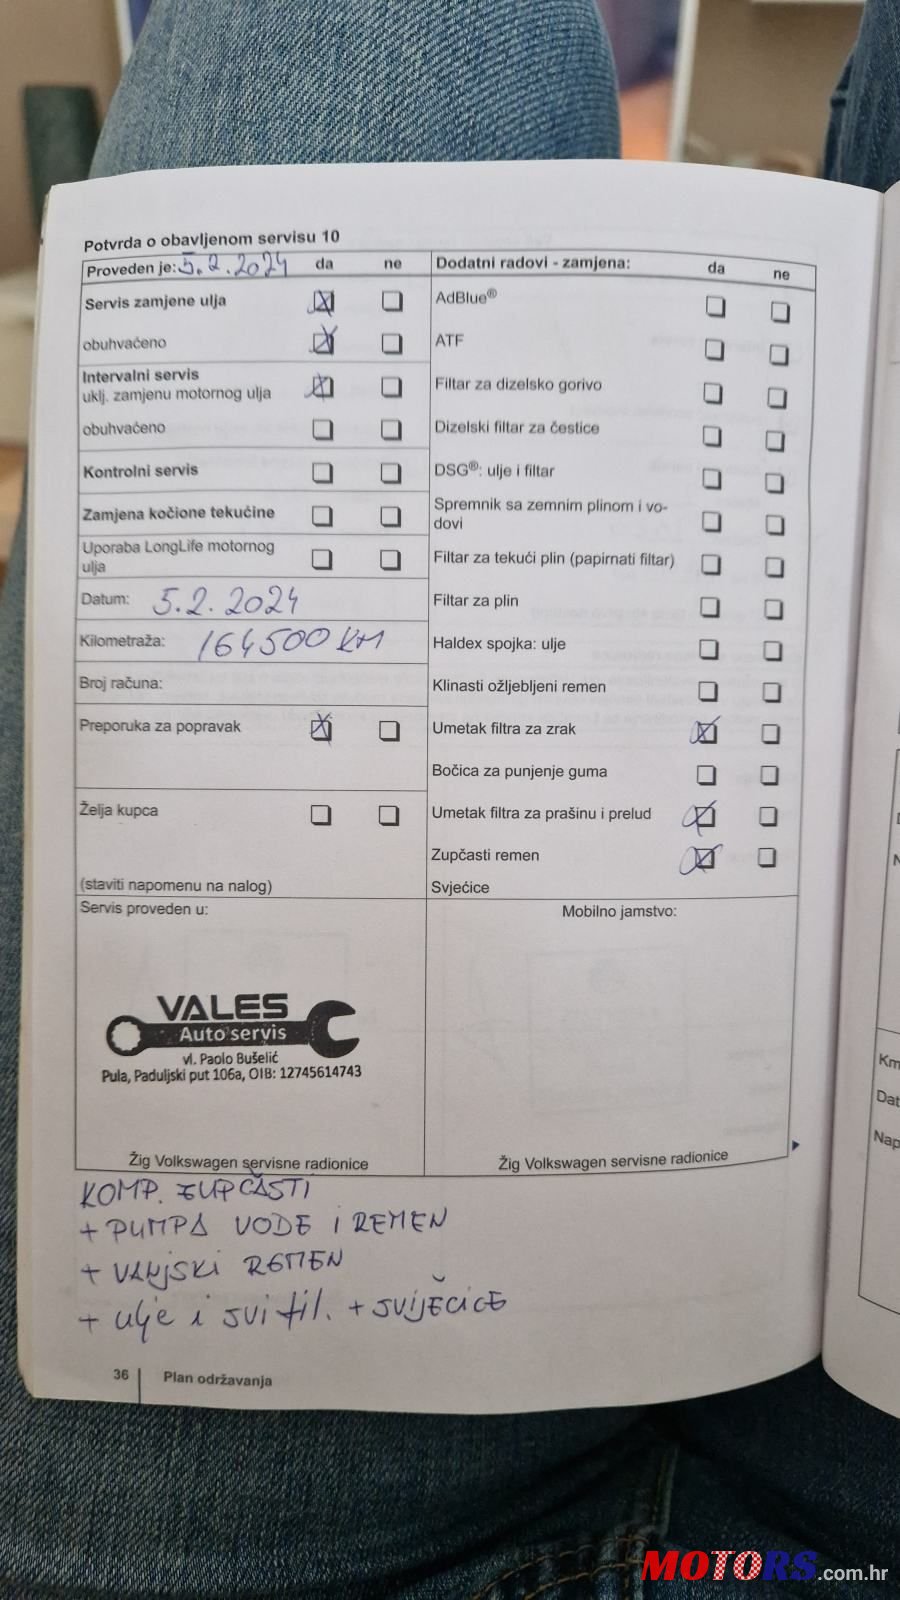 Potvrda o obavljenom servisu 10
Proveden je: 5.2.2024 da ne
Servis zamjene ulja
obuhvaćeno
Intervalni servis
uklj. zamjenu motornog ulja
obuhvaćeno
Kontrolni servis
Zamjena kočione tekućine
Uporaba LongLife motornog
ulja
Datum: 5.2.2024
Kilometraža: 164500 KM
Broj računa:
Preporuka za popravak
Želja kupca
(staviti napomenu na nalog)
Dodatni radovi - zamjena: da ne
AdBlue®
ATF
Filtar za dizelsko gorivo
Dizelski filtar za čestice
DSG®: ulje i filtar
Spremnik sa zemnim plinom i vo-
dovi
Filtar za tekući plin (papirnati filtar)
Filtar za plin
Haldex spojka: ulje
Klinasti ožljebljeni remen
Umetak filtra za zrak
Bočica za punjenje guma
Umetak filtra za prašinu i prelud
Zupčasti remen
Svjećice
Servis proveden u:
VALES
Auto servis
vl. Paolo Bušelić
Pula, Paduljski put 106a, OIB: 12745614743
Žig Volkswagen servisne radionice
Mobilno jamstvo:
Žig Volkswagen servisne radionice
KOMP. ZUPČASTI
+ PUMPA VODE I REMEN
+ VANJSKI REMEN
+ ulje i svi fil. + SVIJEČICE
36 Plan održavanja
Km
Dat
Nap
MOTORS.com.hr